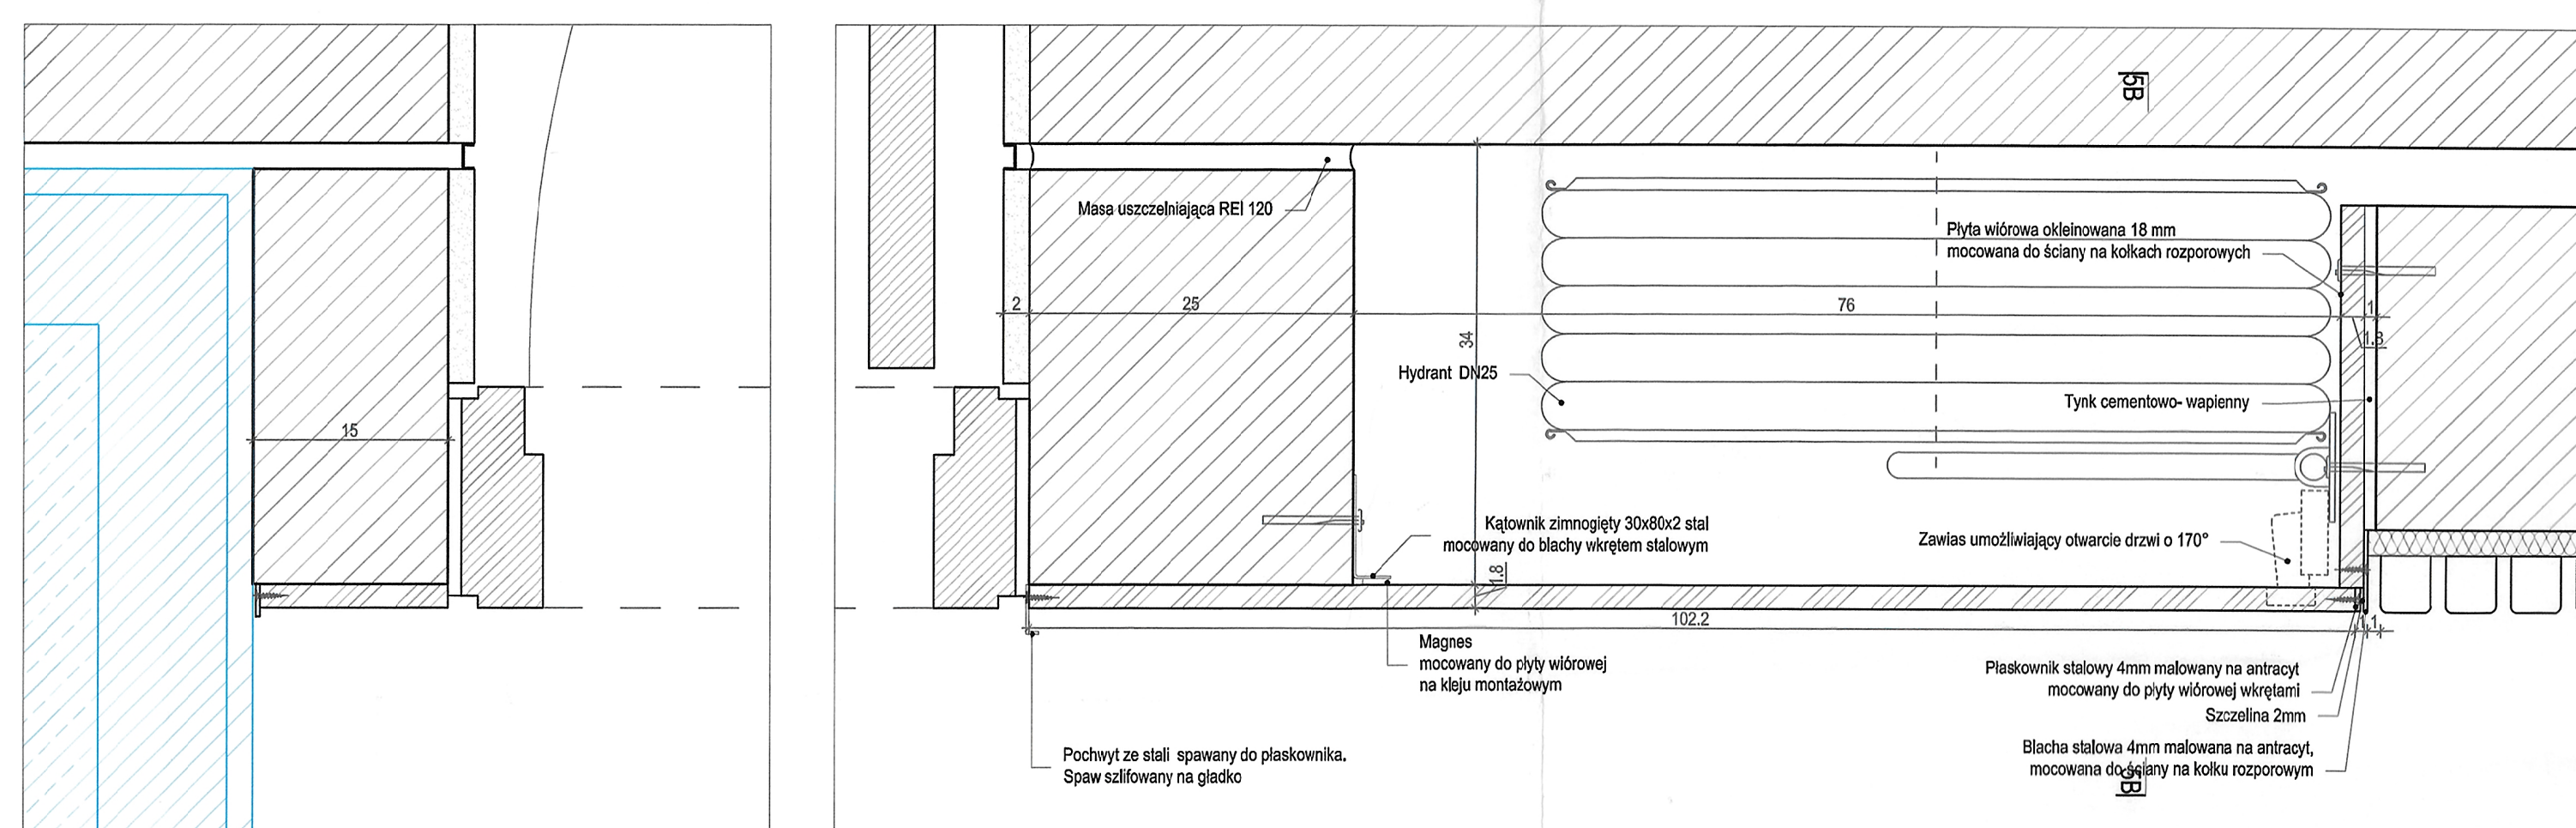 5B
Masa uszczelniająca REI 120
Płyta wiórowa okleinowana 18 mm
mocowana do ściany na kołkach rozporowych
2
25
76
1
1.8
34
Hydrant DN25
Tynk cementowo- wapienny
15
Kątownik zimnogięty 30x80x2 stal
mocowany do blachy wkrętem stalowym
Zawias umożliwiający otwarcie drzwi o 170°
1.8
102.2
1
1
Magnes
mocowany do płyty wiórowej
na kleju montażowym
Płaskownik stalowy 4mm malowany na antracyt
mocowany do płyty wiórowej wkrętami
Szczelina 2mm
Pochwyt ze stali spawany do płaskownika.
Spaw szlifowany na gładko
Blacha stalowa 4mm malowana na antracyt,
mocowana do ściany na kołku rozporowym
5B